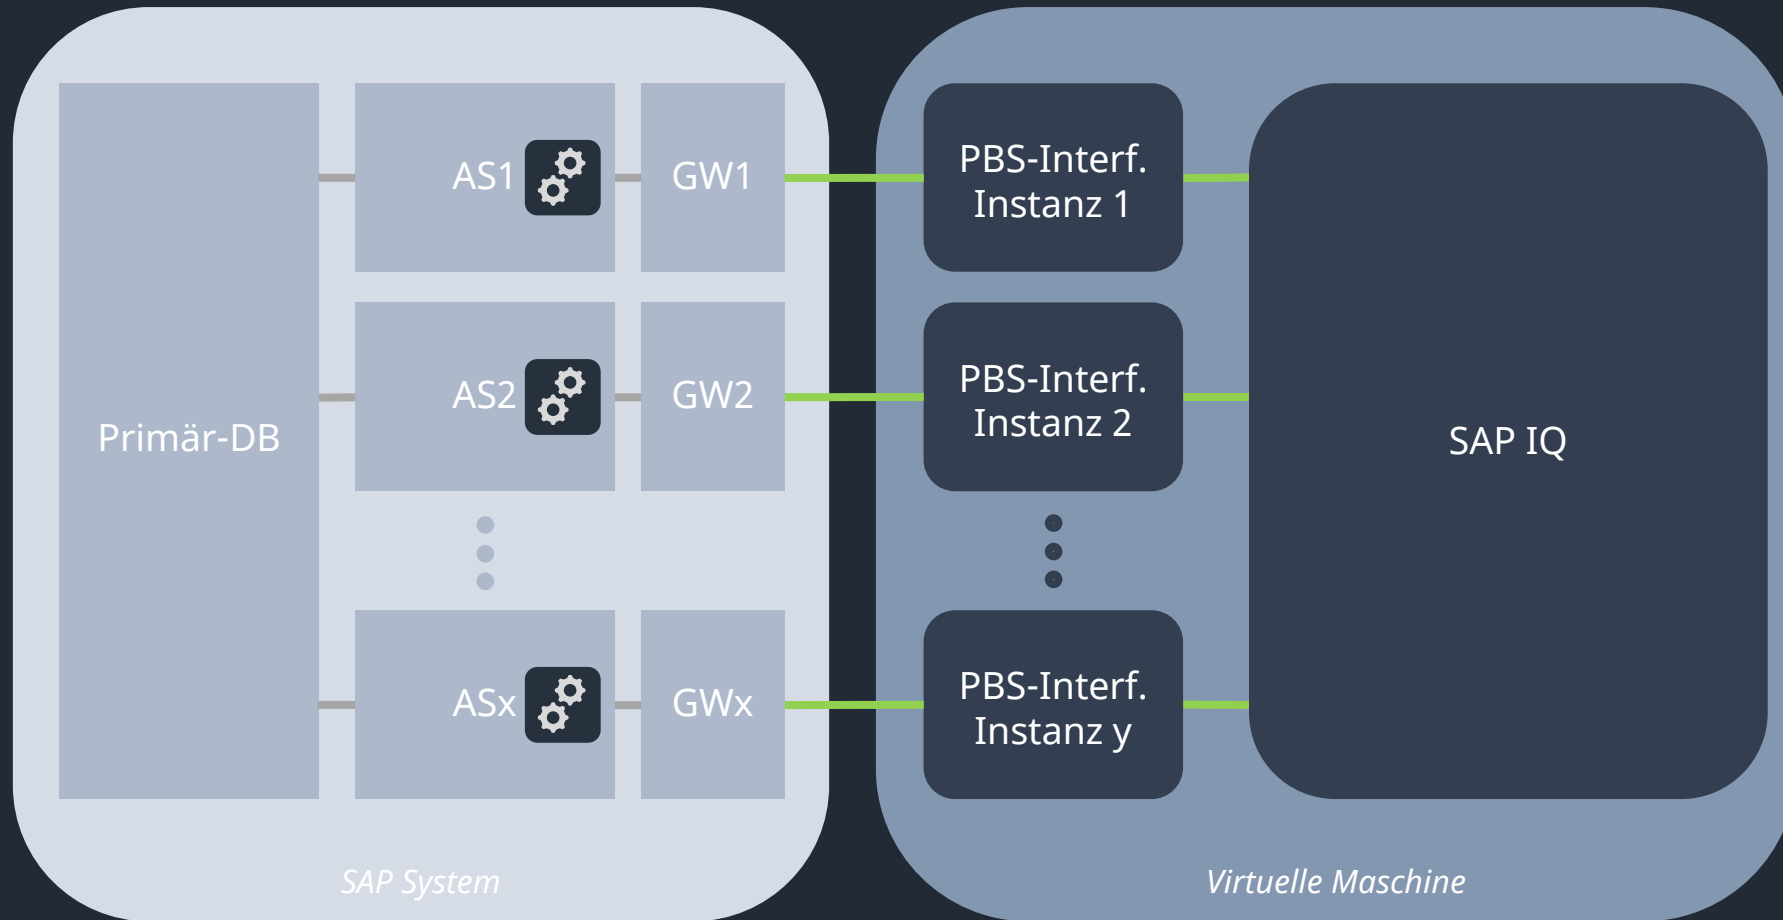 Primär-DB
AS1
GW1
AS2
GW2
ASx
GWx
SAP System
PBS-Interf.
Instanz 1
PBS-Interf.
Instanz 2
PBS-Interf.
Instanz y
SAP IQ
Virtuelle Maschine